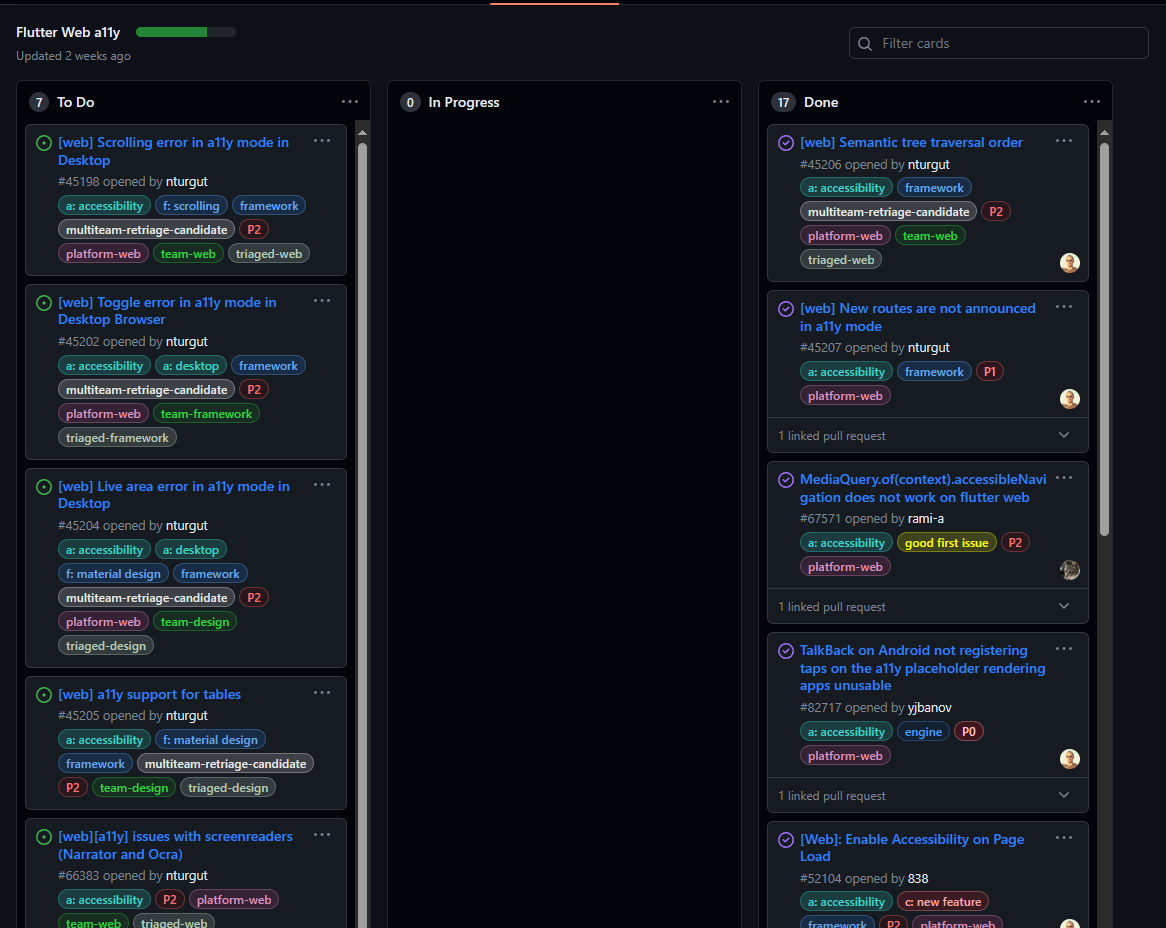 Flutter Web a11y
Updated 2 weeks ago
Filter cards
7 To Do
[web] Scrolling error in a11y mode in
Desktop
#45198 opened by nturgut
a: accessibility f: scrolling framework
multiteam-retriage-candidate P2
platform-web team-web triaged-web
[web] Toggle error in a11y mode in
Desktop Browser
#45202 opened by nturgut
a: accessibility a: desktop framework
multiteam-retriage-candidate P2
platform-web team-framework
triaged-framework
[web] Live area error in a11y mode in
Desktop
#45204 opened by nturgut
a: accessibility a: desktop
f: material design framework
multiteam-retriage-candidate P2
platform-web team-design
triaged-design
[web] a11y support for tables
#45205 opened by nturgut
a: accessibility f: material design
framework multiteam-retriage-candidate
P2 team-design triaged-design
[web][a11y] issues with screenreaders
(Narrator and Ocra)
#66383 opened by nturgut
a: accessibility P2 platform-web
team-web triaged-web
0 In Progress
17 Done
[web] Semantic tree traversal order
#45206 opened by nturgut
a: accessibility framework
multiteam-retriage-candidate P2
platform-web team-web
triaged-web
[web] New routes are not announced
in a11y mode
#45207 opened by nturgut
a: accessibility framework P1
platform-web
1 linked pull request
MediaQuery.of(context).accessibleNavi
gation does not work on flutter web
#67571 opened by rami-a
a: accessibility good first issue P2
platform-web
1 linked pull request
TalkBack on Android not registering
taps on the a11y placeholder rendering
apps unusable
#82717 opened by yjbanov
a: accessibility engine P0
platform-web
1 linked pull request
[Web]: Enable Accessibility on Page
Load
#52104 opened by 838
a: accessibility c: new feature
framework P2 platform-web